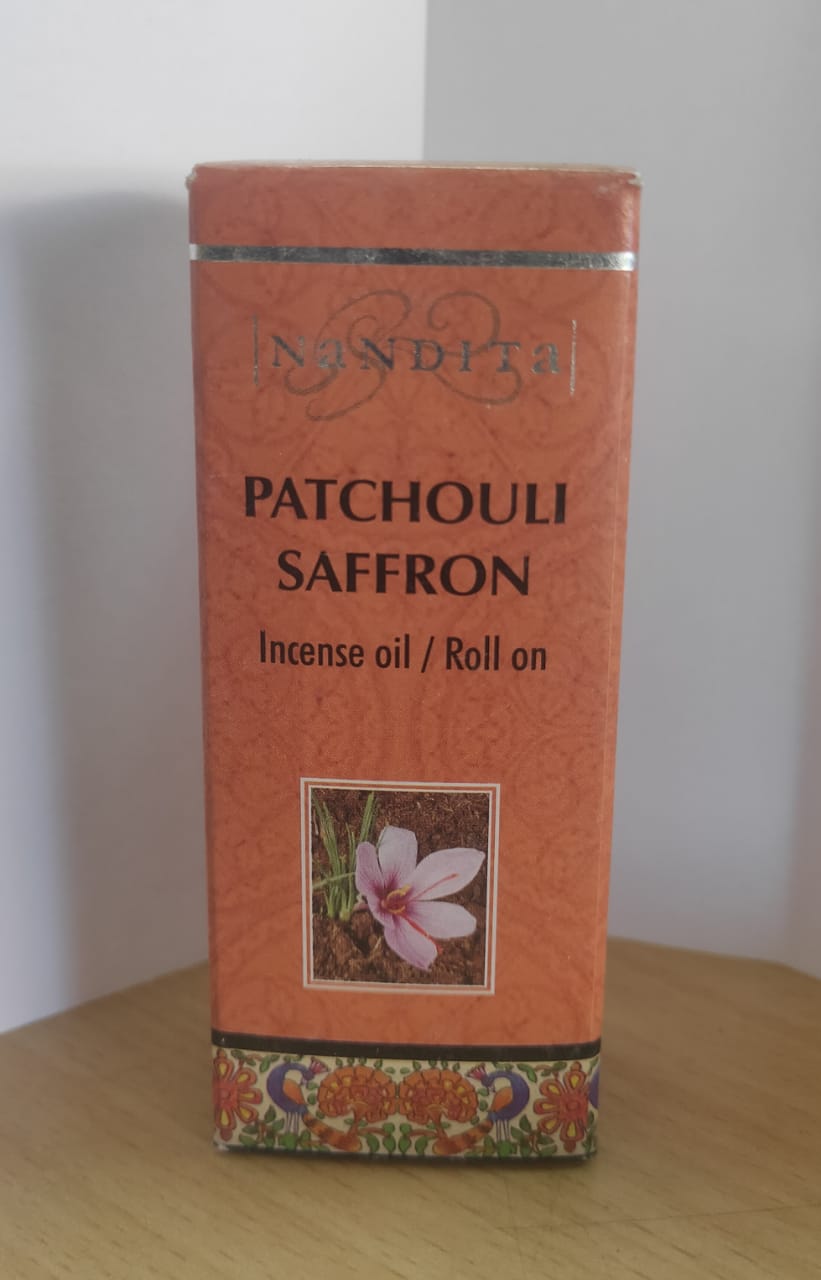 NaNDITa
PATCHOULI
SAFFRON
Incense oil / Roll on